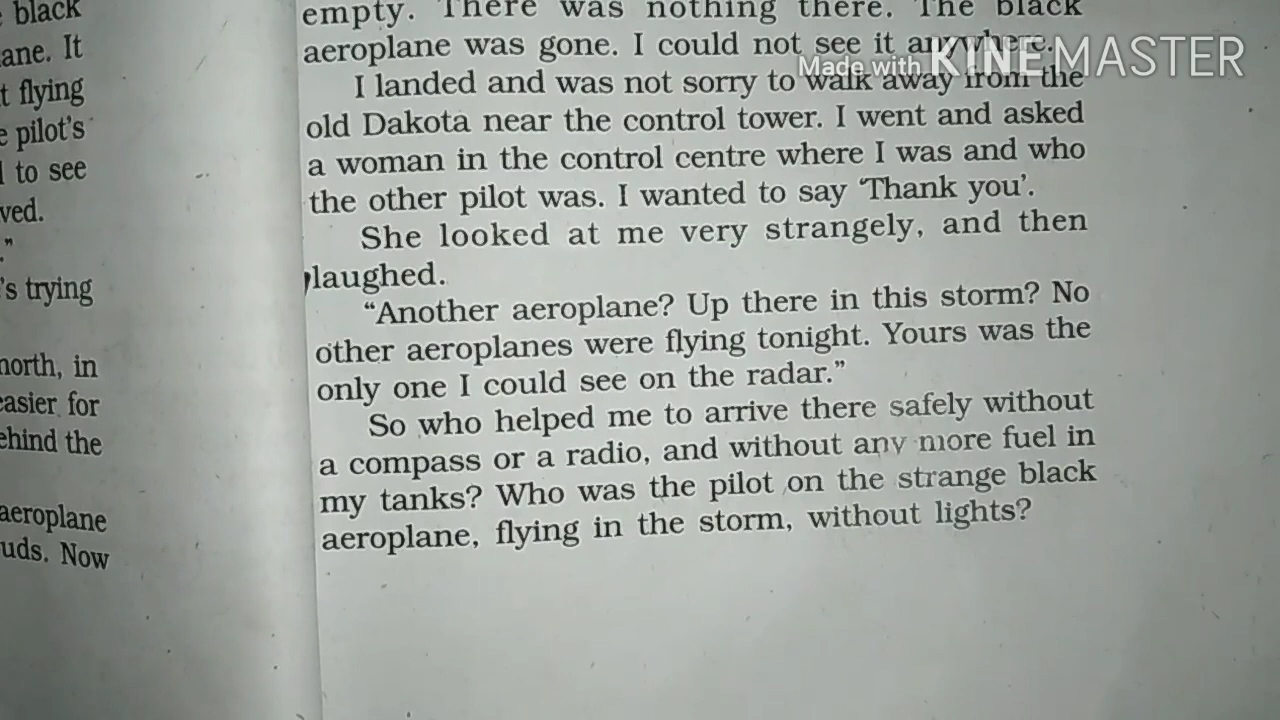 black
ane. It
t flying
e pilot's
l to see
ved.
."
's trying
north, in
easier for
ehind the
aeroplane
uds. Now
empty. There was nothing there. The black
aeroplane was gone. I could not see it anywhere.
I landed and was not sorry to walk away from the
old Dakota near the control tower. I went and asked
a woman in the control centre where I was and who
the other pilot was. I wanted to say ‘Thank you’.
She looked at me very strangely, and then
laughed.
“Another aeroplane? Up there in this storm? No
other aeroplanes were flying tonight. Yours was the
only one I could see on the radar.”
So who helped me to arrive there safely without
a compass or a radio, and without any more fuel in
my tanks? Who was the pilot on the strange black
aeroplane, flying in the storm, without lights?
Made with KINEMASTER